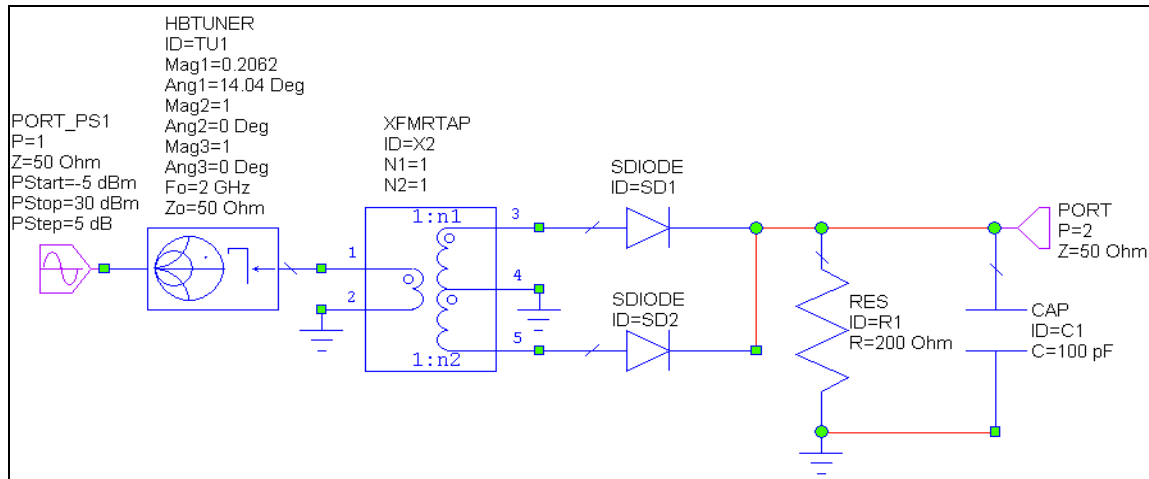 HBTUNER
ID=TU1
Mag1=0.2062
Ang1=14.04 Deg
Mag2=1
Ang2=0 Deg
Mag3=1
Ang3=0 Deg
Fo=2 GHz
Zo=50 Ohm
PORT_PS1
P=1
Z=50 Ohm
PStart=-5 dBm
PStop=30 dBm
PStep=5 dB
XFMRTAP
ID=X2
N1=1
N2=1
1:n1
1
2
3
4
5
1:n2
SDIODE
ID=SD1
SDIODE
ID=SD2
RES
ID=R1
R=200 Ohm
CAP
ID=C1
C=100 pF
PORT
P=2
Z=50 Ohm